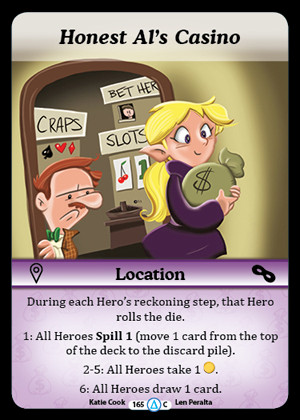 Honest Al's Casino
BET HER
CRAPS
SLOTS
1
$
Location
During each Hero's reckoning step, that Hero
rolls the die.
1: All Heroes Spill 1 (move 1 card from the top
of the deck to the discard pile).
2-5: All Heroes take 1 .
6: All Heroes draw 1 card.
Katie Cook 165 A C Len Peralta